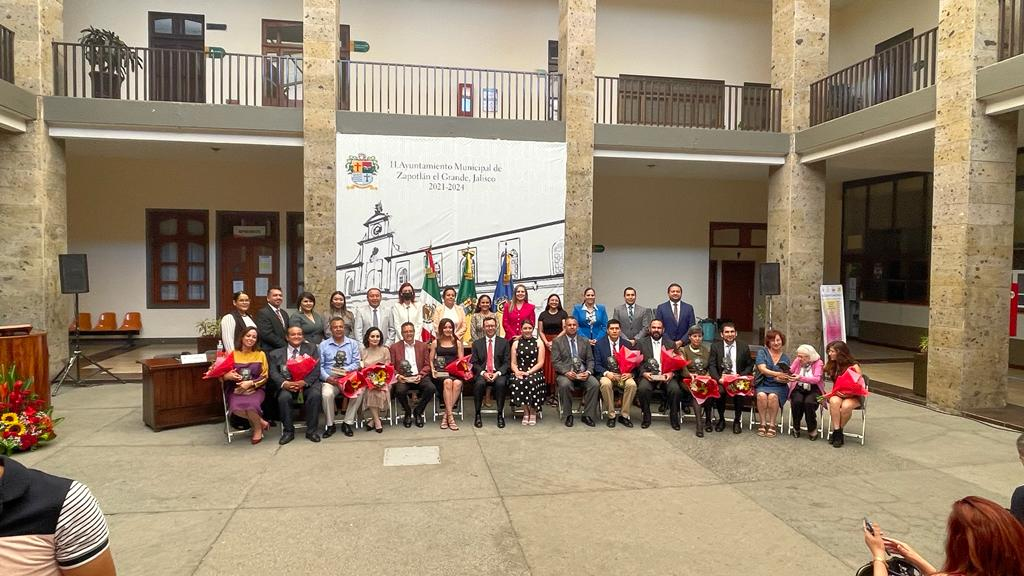 H. Ayuntamiento Municipal de
Zapotlán el Grande, Jalisco
2021-2024